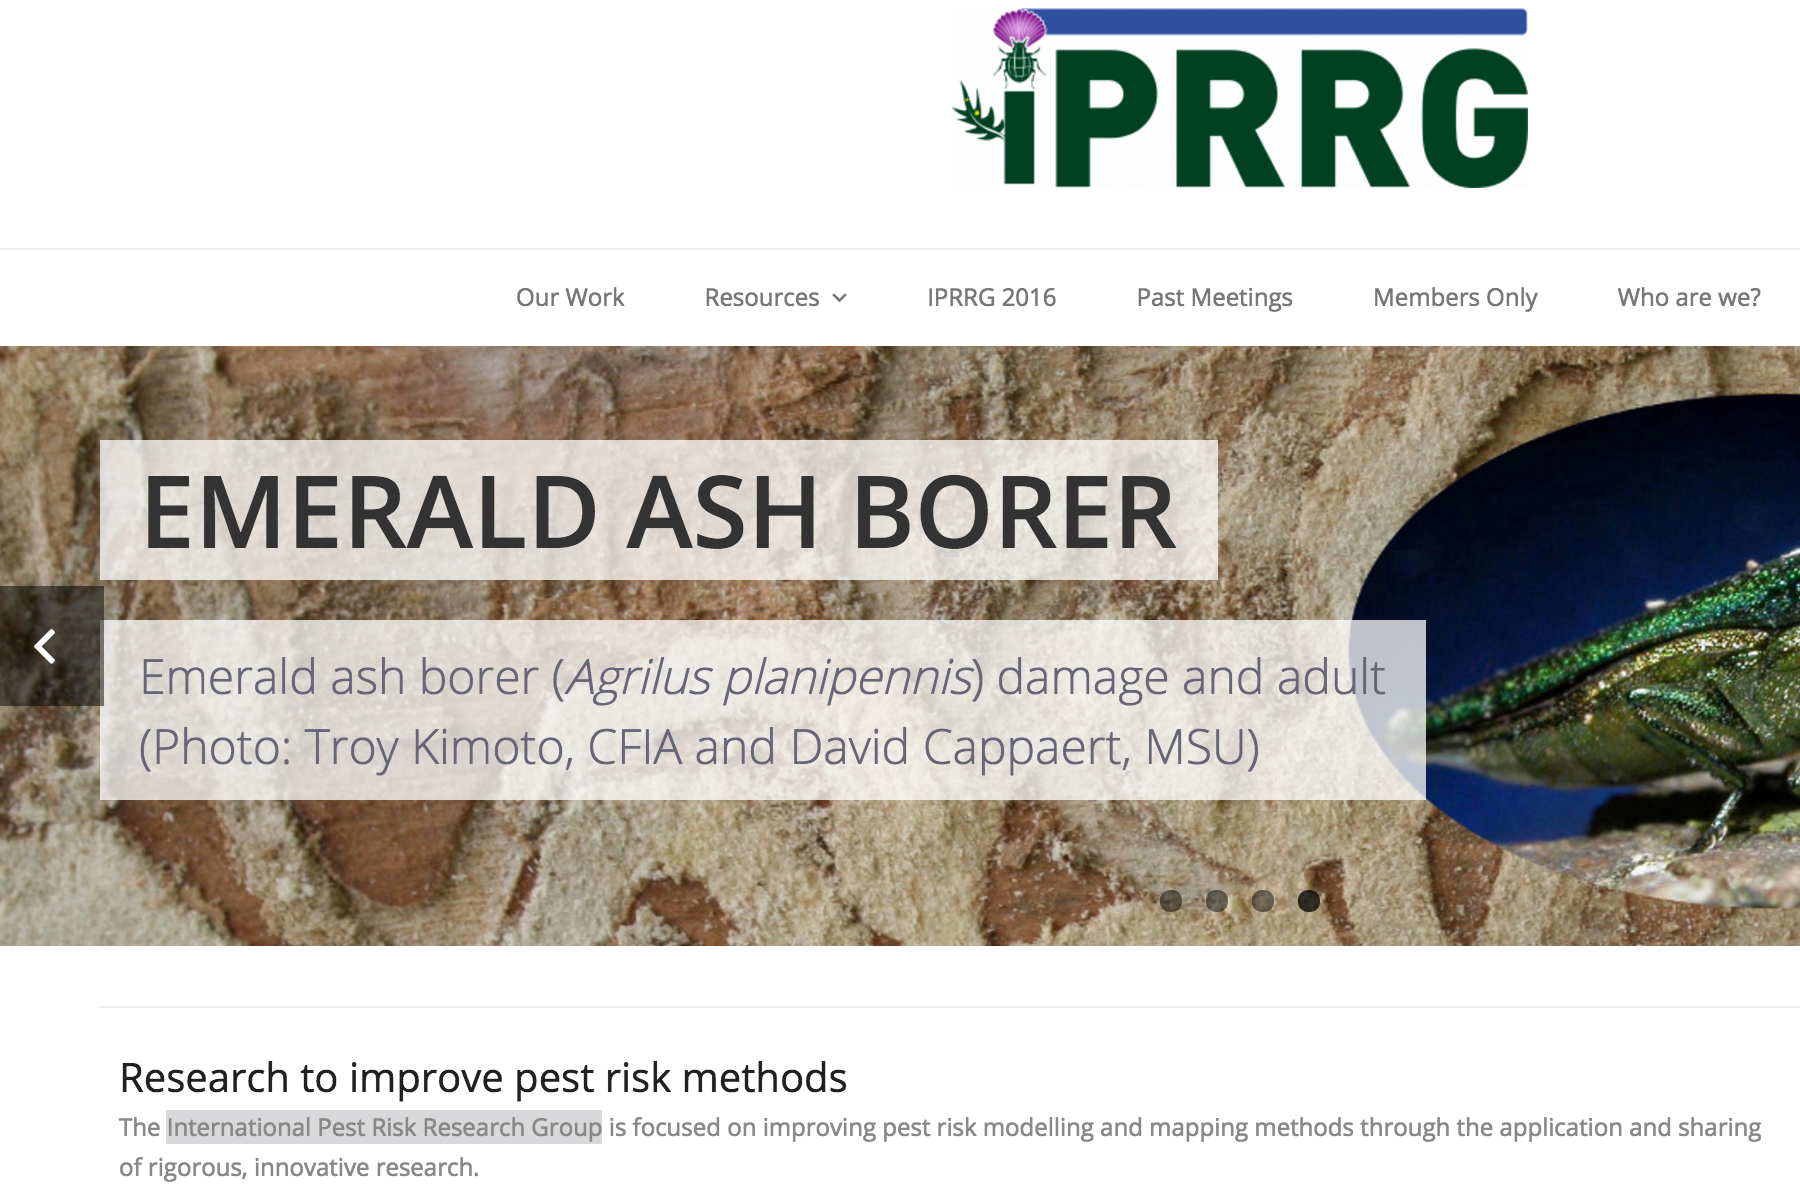 iPRRG
Our Work
Resources
IPRRG 2016
Past Meetings
Members Only
Who are we?
EMERALD ASH BORER
Emerald ash borer (Agrilus planipennis) damage and adult
(Photo: Troy Kimoto, CFIA and David Cappaert, MSU)
Research to improve pest risk methods
The International Pest Risk Research Group is focused on improving pest risk modelling and mapping methods through the application and sharing
of rigorous, innovative research.